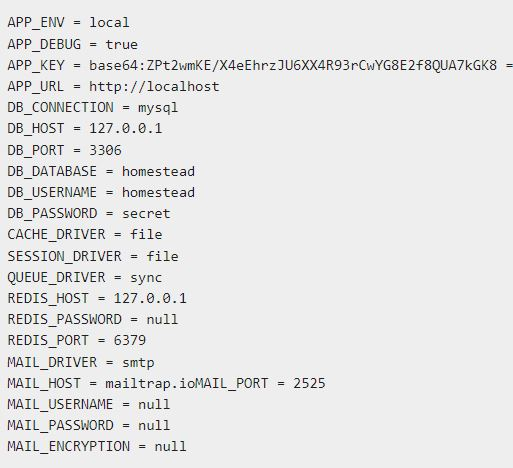 APP_ENV = local
APP_DEBUG = true
APP_KEY = base64:ZPt2wmKE/X4eEhrzJU6XX4R93rCwYG8E2f8QUA7kGK8 =
APP_URL = http://localhost
DB_CONNECTION = mysql
DB_HOST = 127.0.0.1
DB_PORT = 3306
DB_DATABASE = homestead
DB_USERNAME = homestead
DB_PASSWORD = secret
CACHE_DRIVER = file
SESSION_DRIVER = file
QUEUE_DRIVER = sync
REDIS_HOST = 127.0.0.1
REDIS_PASSWORD = null
REDIS_PORT = 6379
MAIL_DRIVER = smtp
MAIL_HOST = mailtrap.ioMAIL_PORT = 2525
MAIL_USERNAME = null
MAIL_PASSWORD = null
MAIL_ENCRYPTION = null